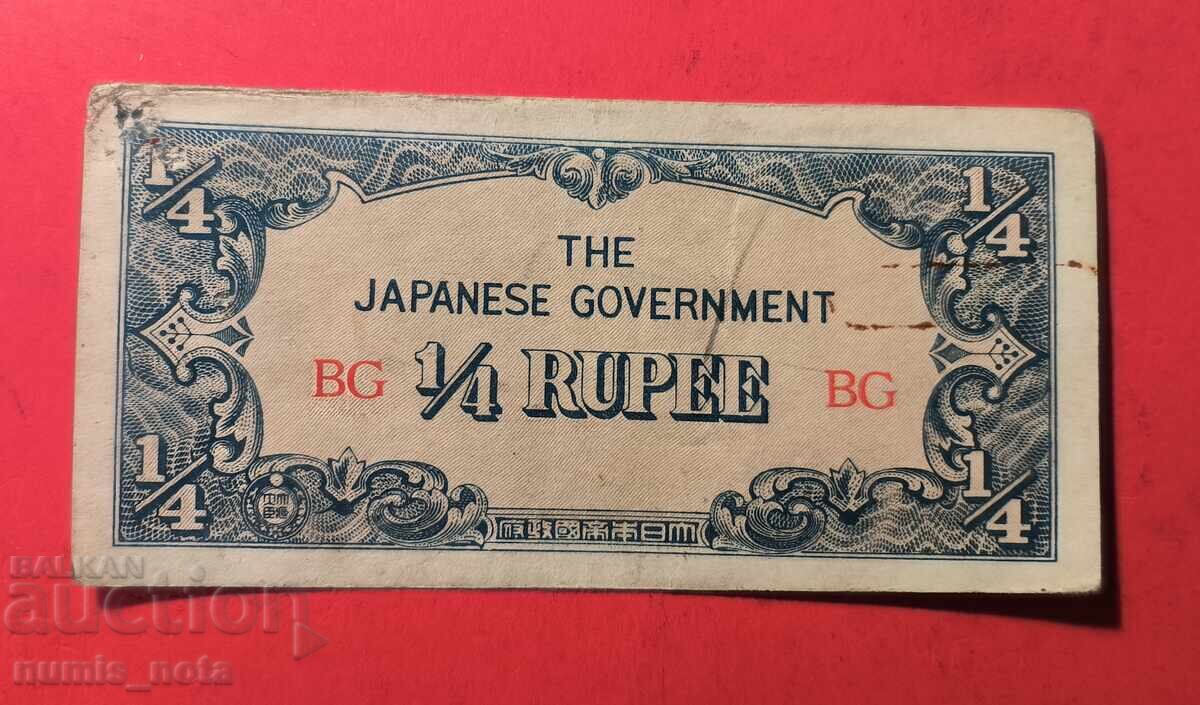 1/4
1/4
THE
JAPANESE GOVERNMENT
BG 1/4 RUPEE BG
1/4
1/4
府政國帝本日大
BALKAN
auction
numis_nota